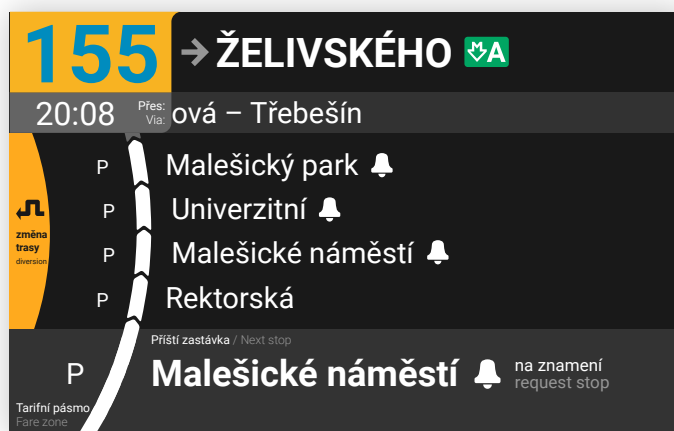 155 → ŽELIVSKÉHO A
20:08 Přes: ová – Třebešín
Via:
P Malešický park
P Univerzitní
změna
trasy
diversion
P Malešické náměstí
P Rektorská
Příští zastávka / Next stop
P Malešické náměstí na znamení
request stop
Tarifní pásmo
Fare zone